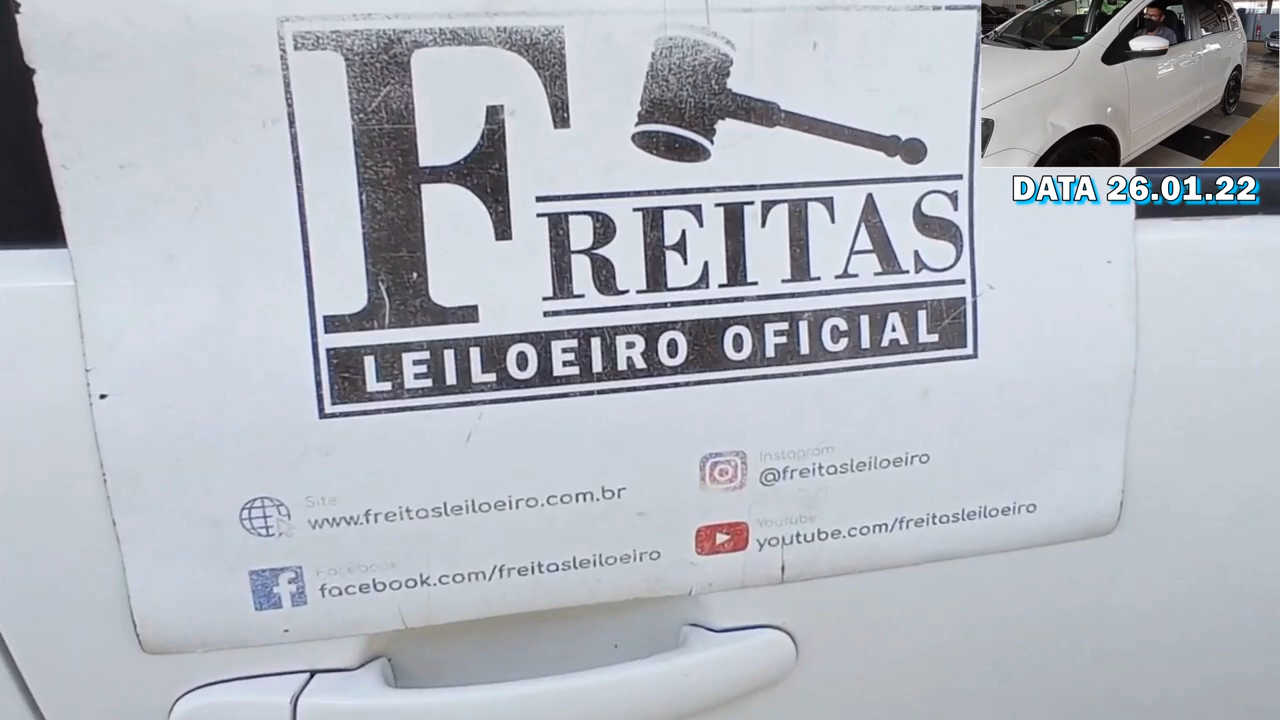 FREITAS
LEILOEIRO OFICIAL
Site
www.freitasleiloeiro.com.br
Facebook
facebook.com/freitasleiloeiro
Instagram
@freitasleiloeiro
Youtube
youtube.com/freitasleiloeiro
DATA 26.01.22